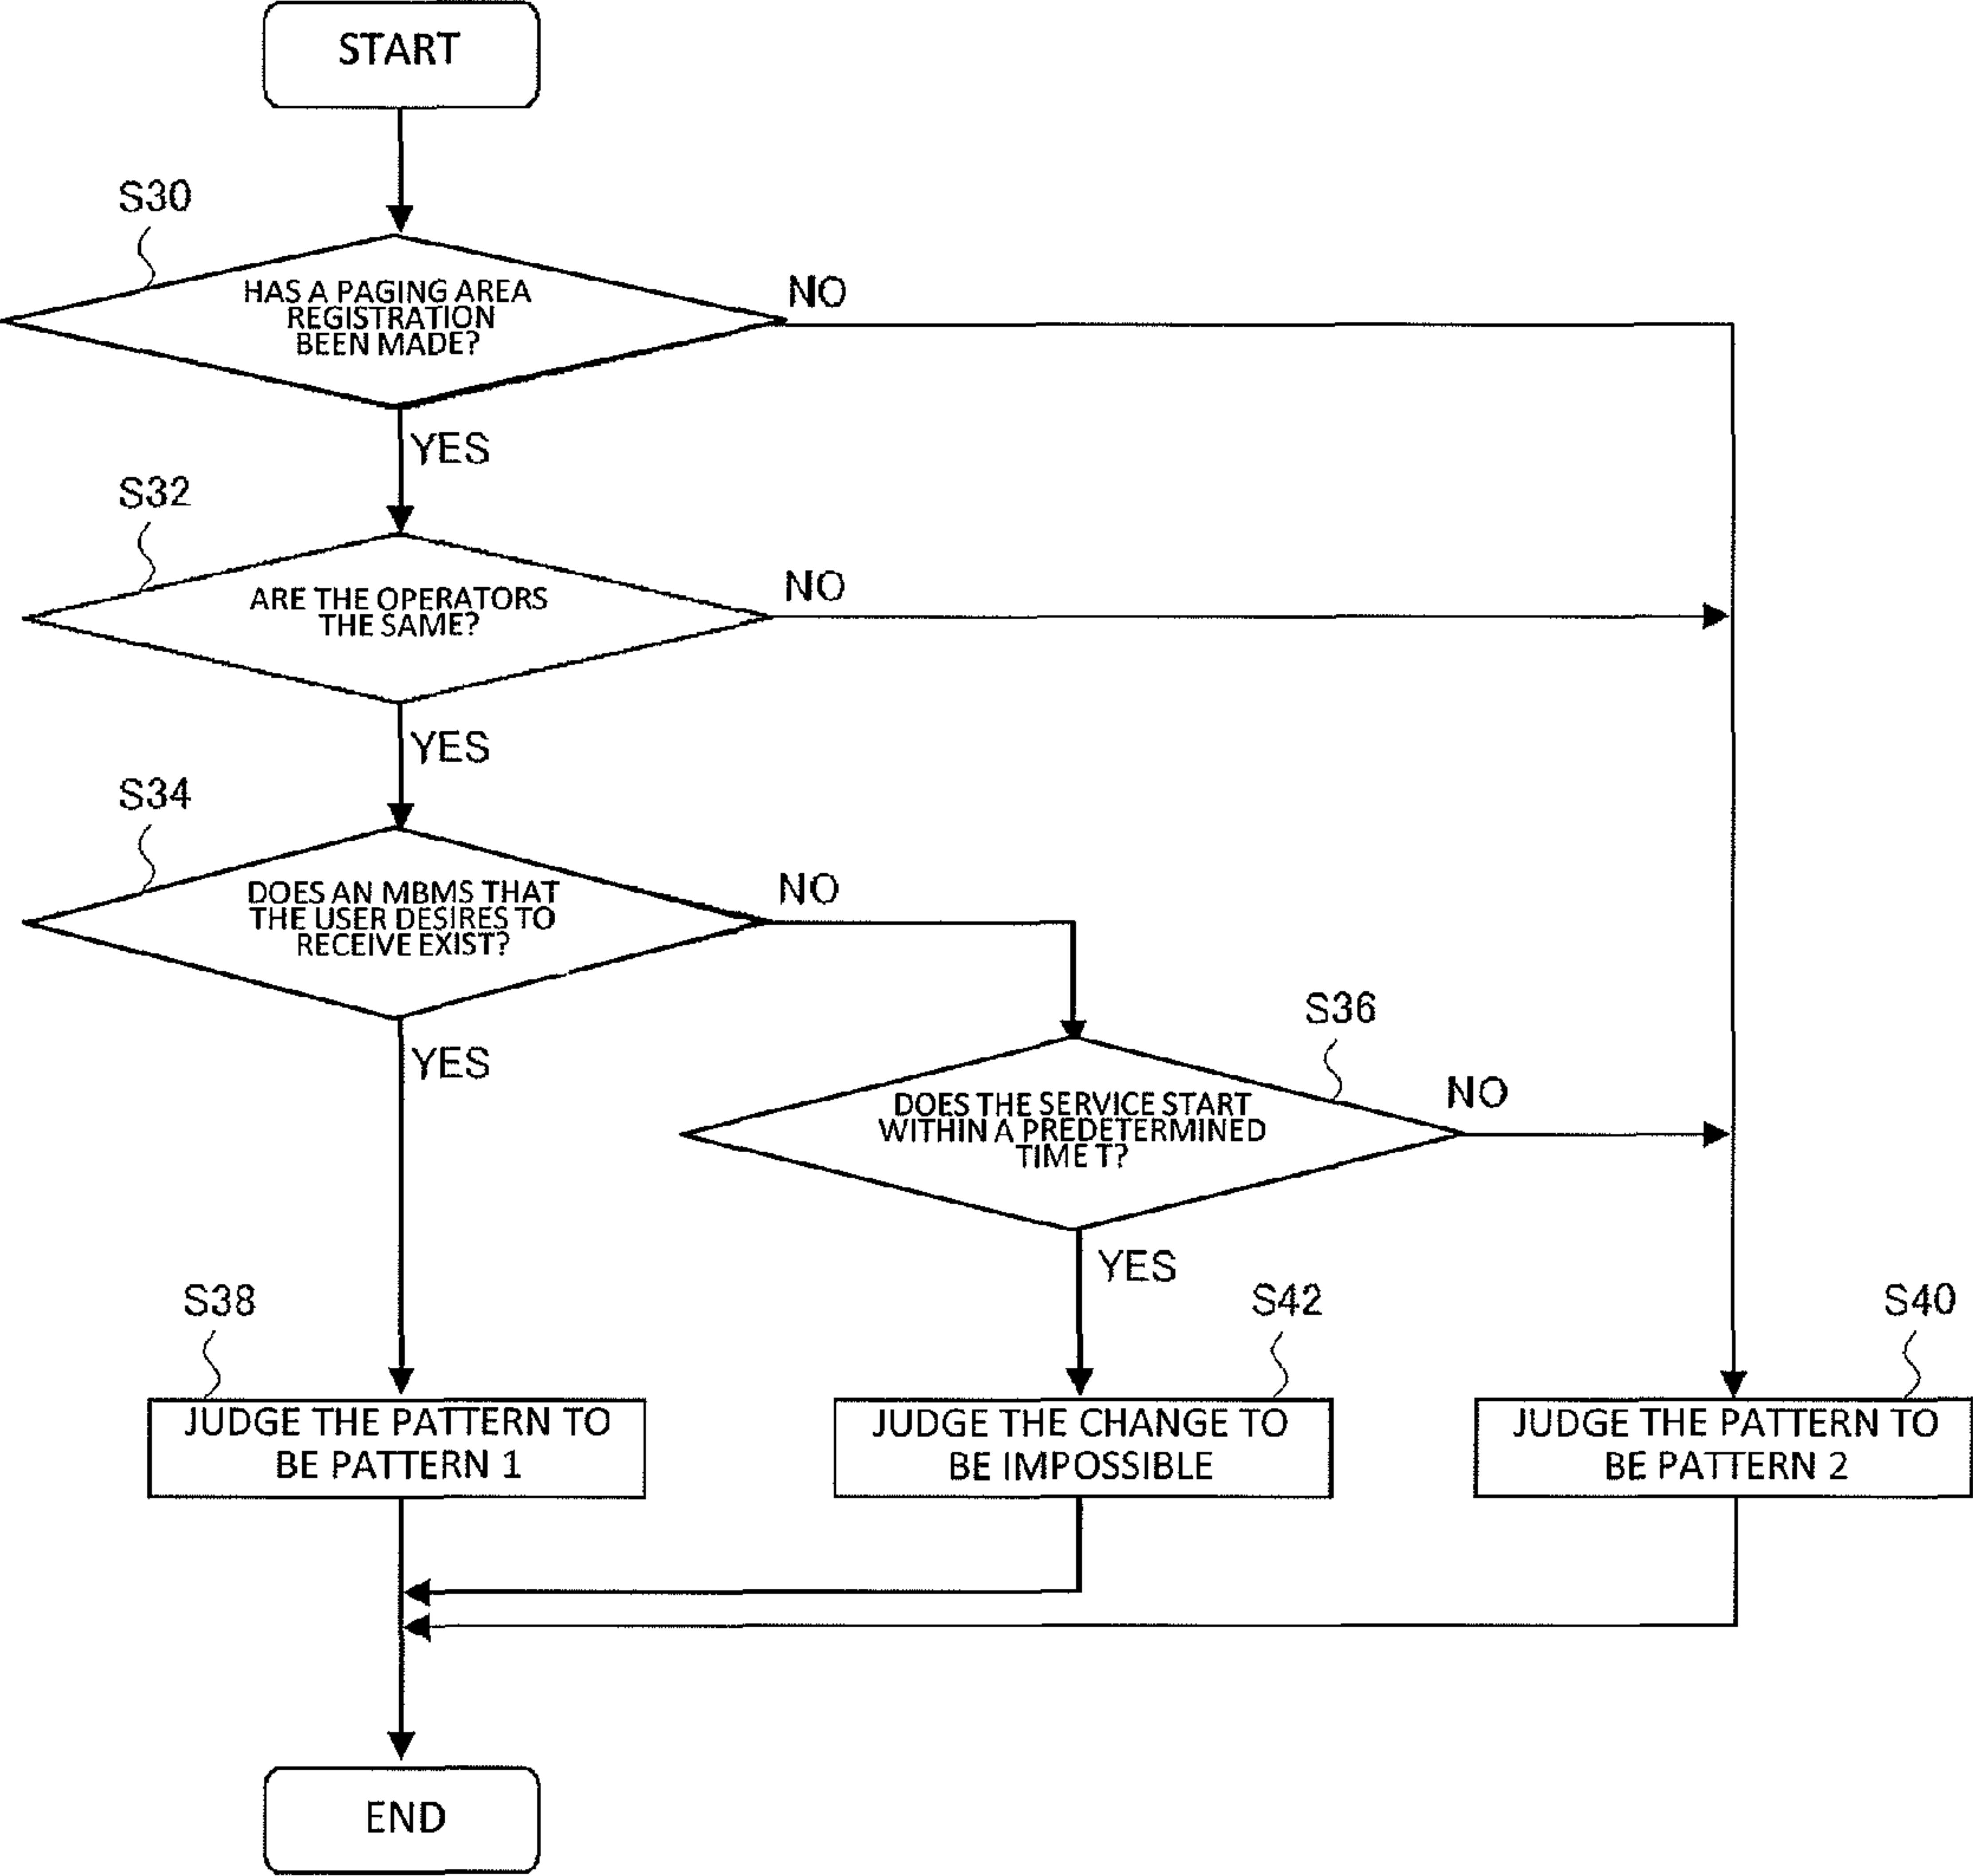 START
S30
HAS A PAGING AREA
REGISTRATION
BEEN MADE?
NO
YES
S32
ARE THE OPERATORS
THE SAME?
NO
YES
S34
DOES AN MBMS THAT
THE USER DESIRES TO
RECEIVE EXIST?
NO
YES
S36
DOES THE SERVICE START
WITHIN A PREDETERMINED
TIME T?
NO
YES
S38
JUDGE THE PATTERN TO
BE PATTERN 1
S42
JUDGE THE CHANGE TO
BE IMPOSSIBLE
S40
JUDGE THE PATTERN TO
BE PATTERN 2
END